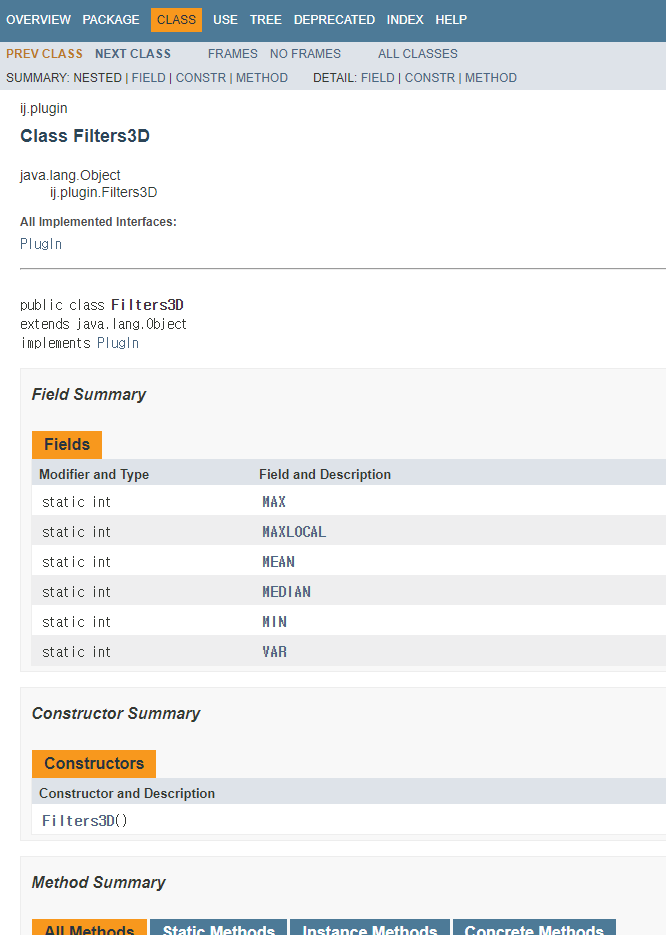 OVERVIEW PACKAGE CLASS USE TREE DEPRECATED INDEX HELP
PREV CLASS NEXT CLASS FRAMES NO FRAMES ALL CLASSES
SUMMARY: NESTED | FIELD | CONSTR | METHOD DETAIL: FIELD | CONSTR | METHOD
ij.plugin
Class Filters3D
java.lang.Object
ij.plugin.Filters3D
All Implemented Interfaces:
PlugIn
public class Filters3D
extends java.lang.Object
implements PlugIn
Field Summary
Fields
Modifier and Type Field and Description
static int MAX
static int MAXLOCAL
static int MEAN
static int MEDIAN
static int MIN
static int VAR
Constructor Summary
Constructors
Constructor and Description
Filters3D()
Method Summary
All Methods Static Methods Instance Methods Concrete Methods